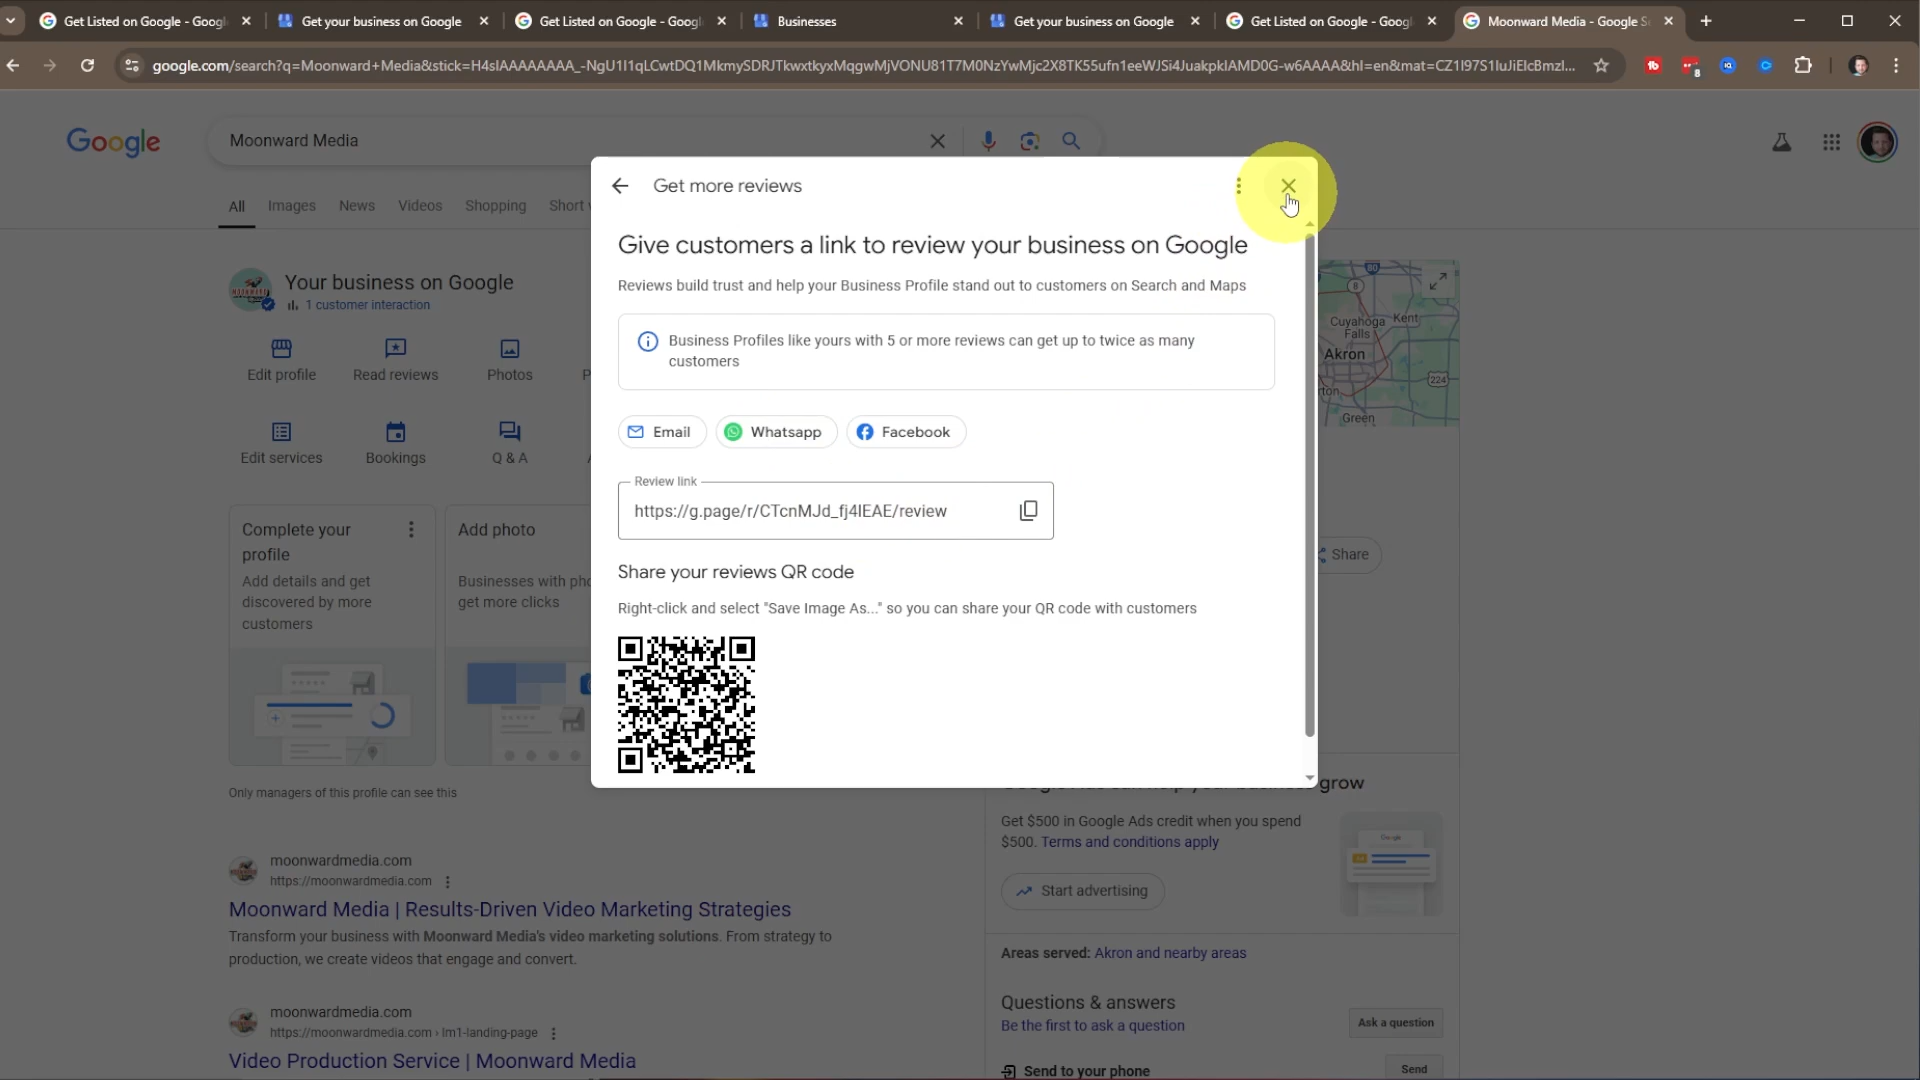 Get Listed on Google - Googl
Get your business on Google
Get Listed on Google - Googl
Businesses
Get your business on Google
Get Listed on Google - Googl
Moonward Media - Google S
google.com/search?q=Moonward+Media&stick=
Google
Moonward Media
All
Images
News
Videos
Shopping
Short
Get more reviews
Give customers a link to review your business on Google
Reviews build trust and help your Business Profile stand out to customers on Search and Maps
Business Profiles like yours with 5 or more reviews can get up to twice as many
customers
Email
Whatsapp
Facebook
Review link
https://g.page/r/CTcnMJd_fj4IEAE/review
Share your reviews QR code
Right-click and select "Save Image As..." so you can share your QR code with customers
Your business on Google
1 customer interaction
Edit profile
Read reviews
Photos
Edit services
Bookings
Q & A
Complete your
profile
Add details and get
discovered by more
customers
Add photo
Businesses with pho
get more clicks
Only managers of this profile can see this
moonwardmedia.com
https://moonwardmedia.com
Moonward Media | Results-Driven Video Marketing Strategies
Transform your business with Moonward Media's video marketing solutions. From strategy to
production, we create videos that engage and convert.
moonwardmedia.com
https://moonwardmedia.com › lm1-landing-page
Video Production Service | Moonward Media
8
Cuyahoga
Falls
Kent
Akron
224
Green
Share
grow
Get $500 in Google Ads credit when you spend
$500. Terms and conditions apply
Start advertising
Areas served: Akron and nearby areas
Questions & answers
Be the first to ask a question
Ask a question
Send to your phone
Send